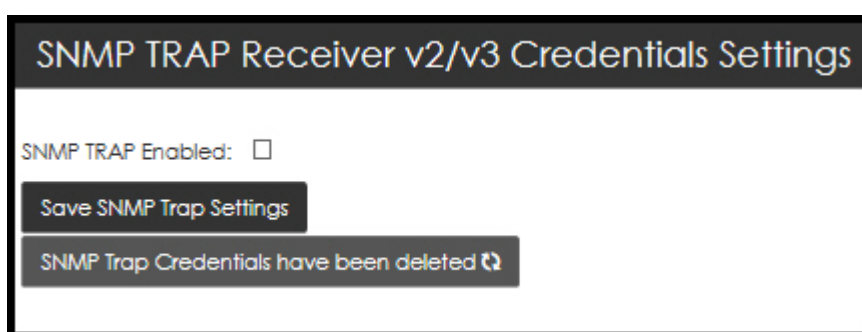 SNMP TRAP Receiver v2/v3 Credentials Settings
SNMP TRAP Enabled:
Save SNMP Trap Settings
SNMP Trap Credentials have been deleted